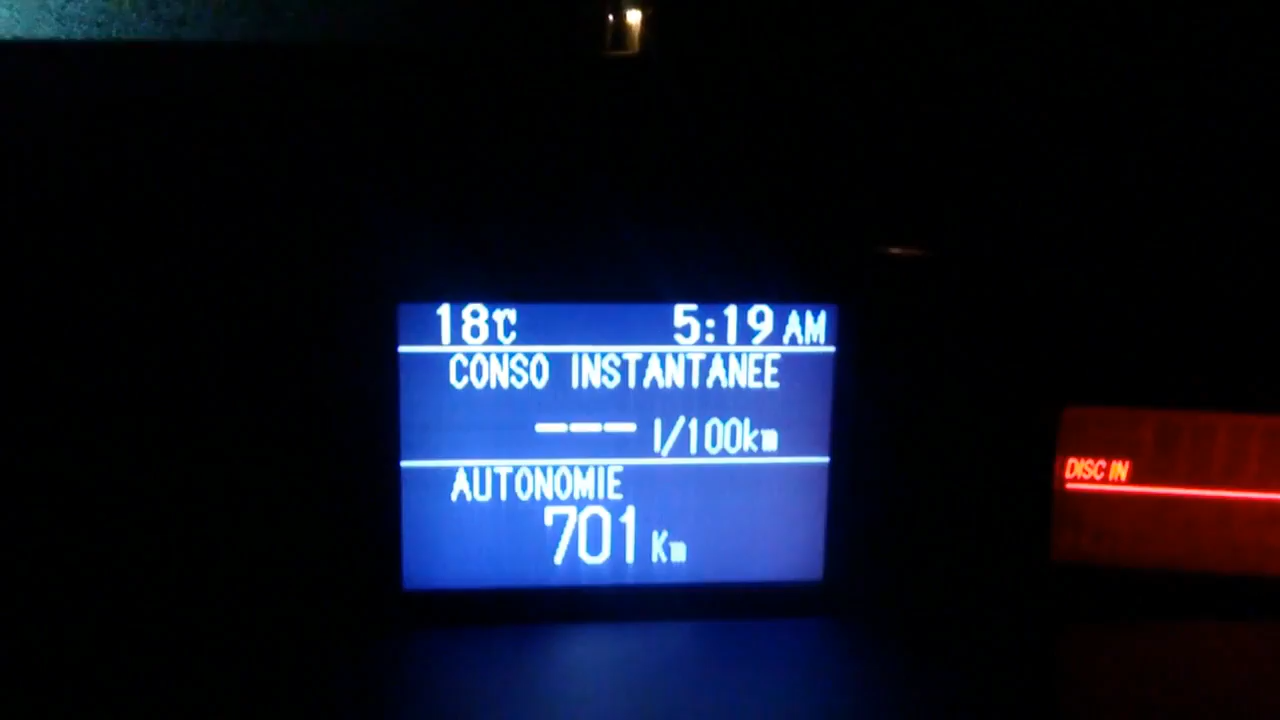 18℃ 5:19 AM
CONSO INSTANTANEE
--- l/100km
AUTONOMIE
701 Km
DISC IN